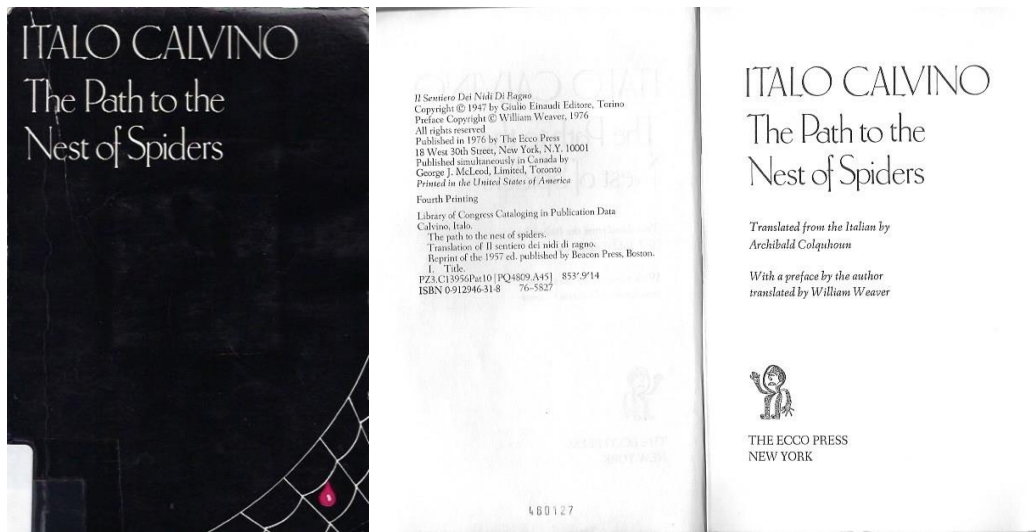 ITALO CALVINO
The Path to the
Nest of Spiders
Il Sentiero Dei Nidi Di Ragno
Copyright © 1947 by Giulio Einaudi Editore, Torino
Preface Copyright © William Weaver, 1976
All rights reserved
Published in 1976 by The Ecco Press
18 West 30th Street, New York, N.Y. 10001
Published simultaneously in Canada by
George J. McLeod, Limited, Toronto
Printed in the United States of America
Fourth Printing
Library of Congress Cataloging in Publication Data
Calvino, Italo.
The path to the nest of spiders.
Translation of Il sentiero dei nidi di ragno.
Reprint of the 1957 ed. published by Beacon Press, Boston.
I. Title.
PZ3.C13956Pat10 [PQ4809.A45] 853'.9'14
ISBN 0-912946-31-8 76-5827
480127
ITALO CALVINO
The Path to the
Nest of Spiders
Translated from the Italian by
Archibald Colquhoun
With a preface by the author
translated by William Weaver
THE ECCO PRESS
NEW YORK